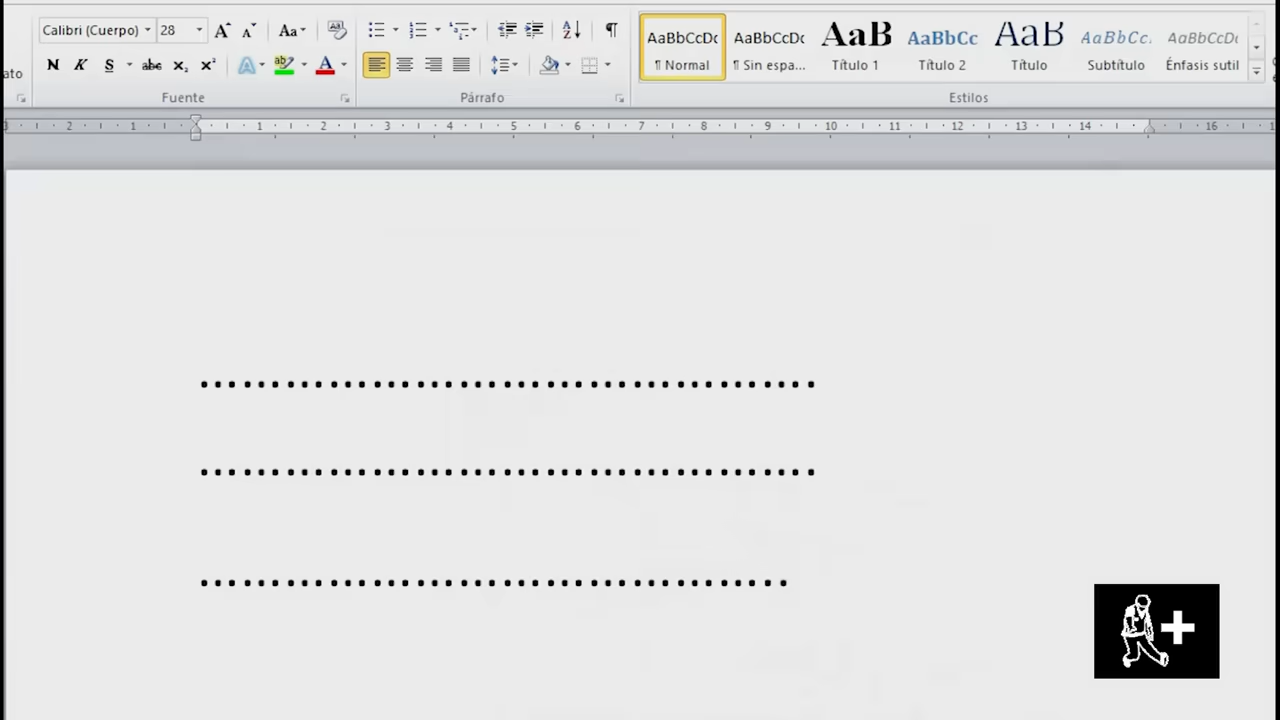 Calibri (Cuerpo) 28 Aa AaBbCcDc AaBbCcDc AaB AaBbCc AaB AaBbCc. AaBbCcDc
ato N K S abc x₂ x² A ab A ¶ Normal ¶ Sin espa... Título 1 Título 2 Título Subtítulo Énfasis sutil
Fuente Párrafo Estilos
2 1 1 2 3 4 5 6 7 8 9 10 11 12 13 14 16
...........................................
...........................................
.........................................
+